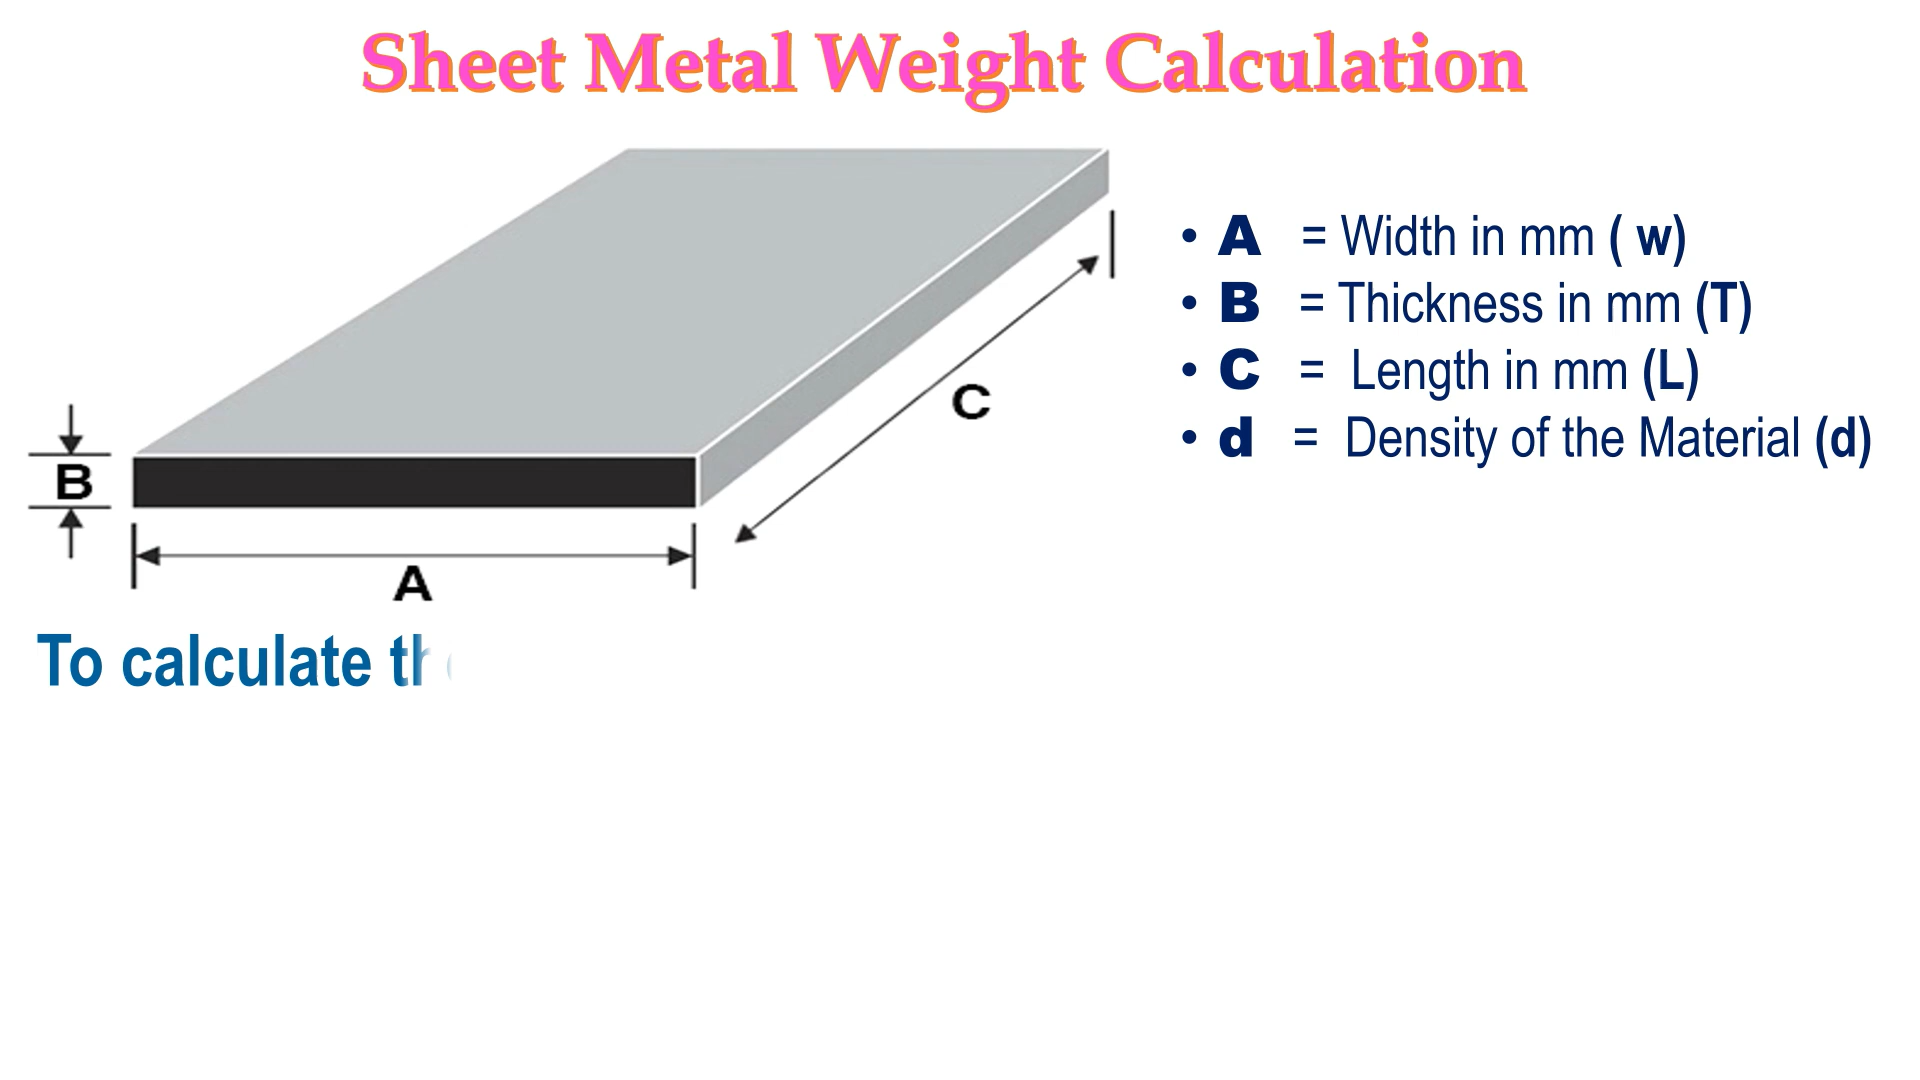 Sheet Metal Weight Calculation
• A = Width in mm ( w)
• B = Thickness in mm (T)
• C = Length in mm (L)
• d = Density of the Material (d)
C
B
A
To calculate